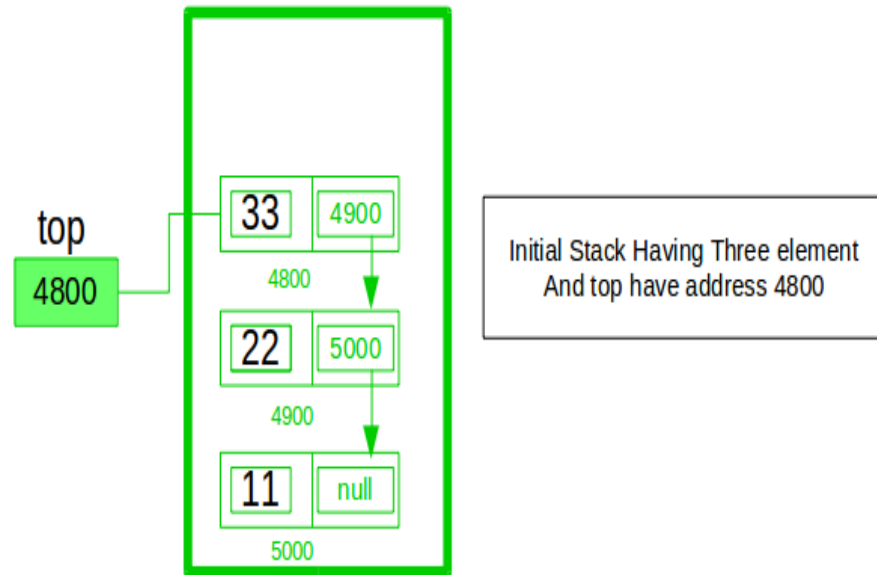 top
4800
33 4900
4800
22 5000
4900
11 null
5000
Initial Stack Having Three element
And top have address 4800